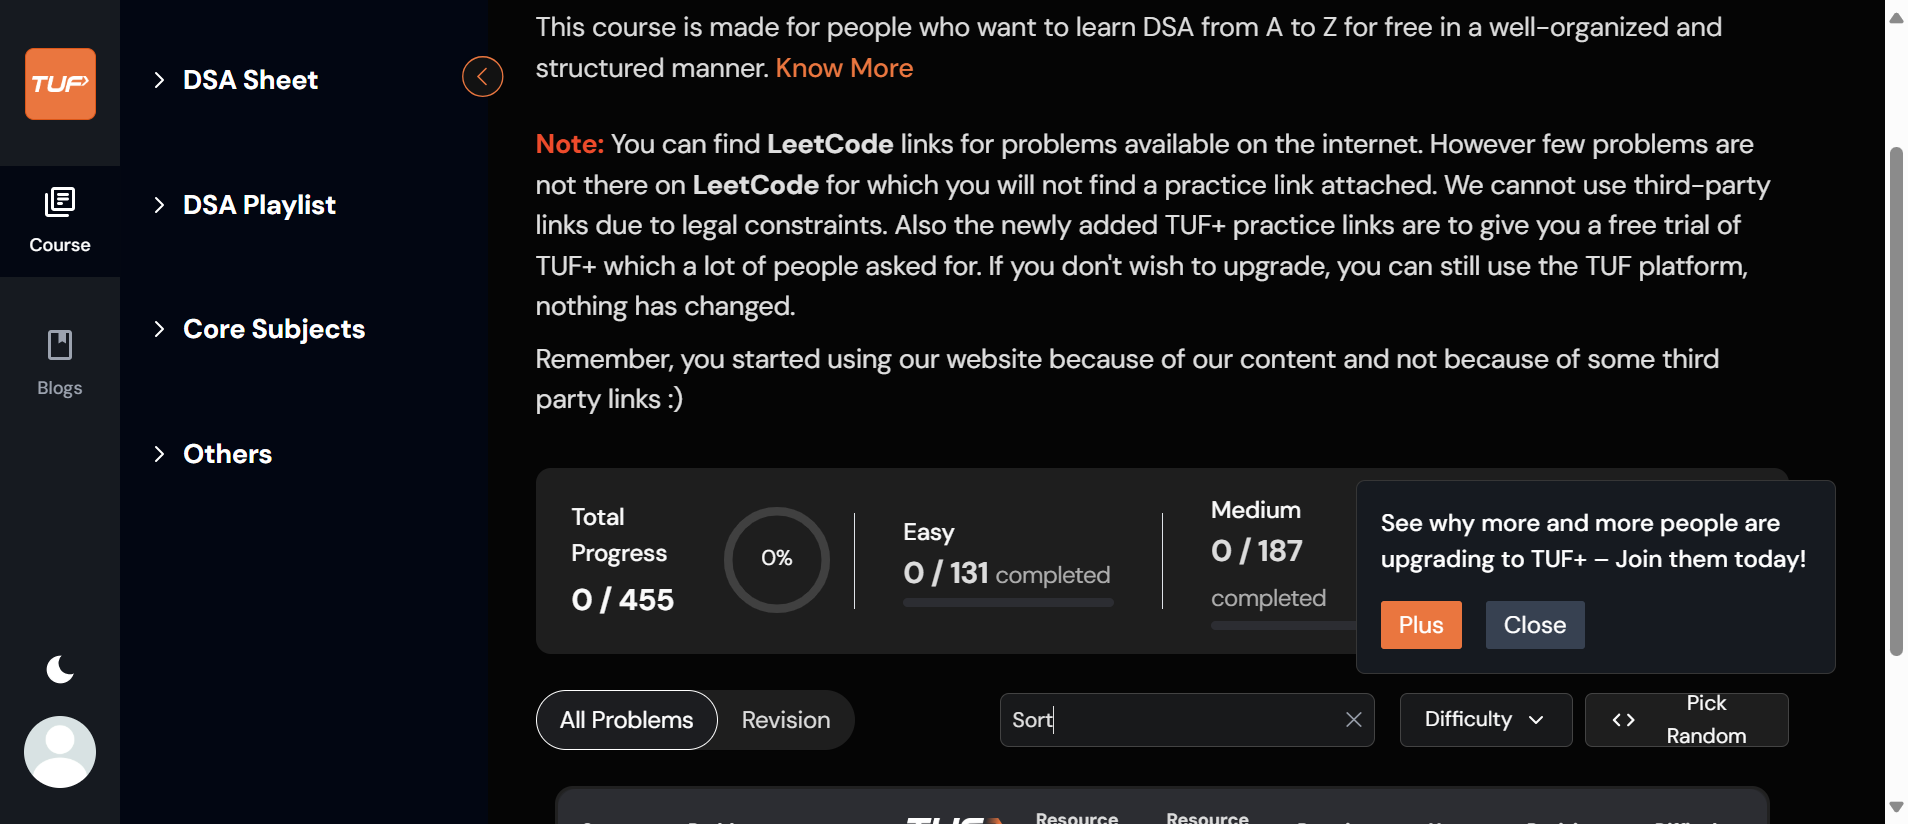 TUF
Course
Blogs
DSA Sheet
DSA Playlist
Core Subjects
Others
This course is made for people who want to learn DSA from A to Z for free in a well-organized and
structured manner. Know More
Note: You can find LeetCode links for problems available on the internet. However few problems are
not there on LeetCode for which you will not find a practice link attached. We cannot use third-party
links due to legal constraints. Also the newly added TUF+ practice links are to give you a free trial of
TUF+ which a lot of people asked for. If you don't wish to upgrade, you can still use the TUF platform,
nothing has changed.
Remember, you started using our website because of our content and not because of some third
party links :)
Total
Progress
0 / 455
0%
Easy
0 / 131 completed
Medium
0 / 187
completed
See why more and more people are
upgrading to TUF+ – Join them today!
Plus
Close
All Problems
Revision
Sort
Difficulty
Pick
Random
TUF
Resource
Resource